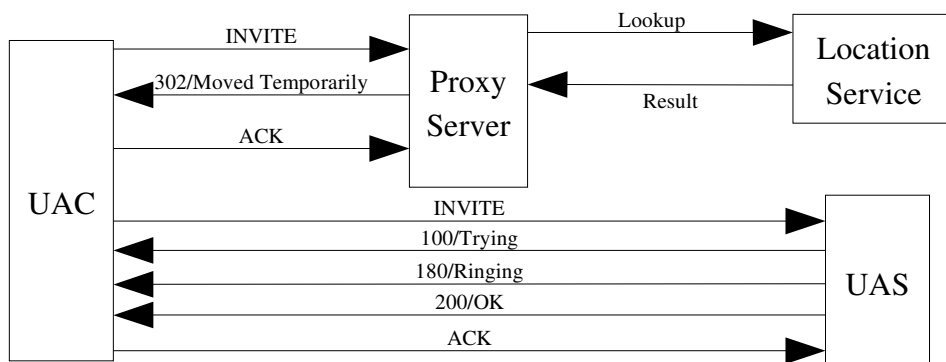 INVITE
302/Moved Temporarily
ACK
Proxy
Server
Lookup
Result
Location
Service
UAC
INVITE
100/Trying
180/Ringing
200/OK
ACK
UAS